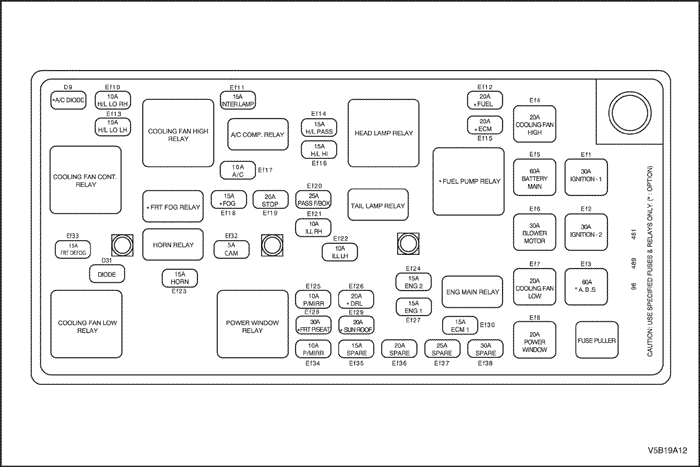 D9
*A/C DIODE
Ef10
10A
H/L LO RH
Ef13
10A
H/L LO LH
COOLING FAN HIGH
RELAY
Ef11
15A
INTER LAMP
A/C COMP. RELAY
10A
A/C
Ef17
Ef14
15A
H/L PASS
15A
H/L HI
Ef16
HEAD LAMP RELAY
Ef12
20A
* FUEL
20A
* ECM
Ef15
Ef4
20A
COOLING FAN
HIGH
COOLING FAN CONT.
RELAY
* FRT FOG RELAY
15A
* FOG
Ef18
20A
STOP
Ef19
Ef20
25A
PASS F/BOX
Ef21
10A
ILL RH
TAIL LAMP RELAY
* FUEL PUMP RELAY
Ef5
60A
BATTERY
MAIN
Ef1
30A
IGNITION - 1
Ef33
15A
FRT DEFOG
HORN RELAY
Ef32
5A
CAM
Ef22
10A
ILL LH
Ef6
30A
BLOWER
MOTOR
Ef2
30A
IGNITION - 2
D31
DIODE
15A
HORN
Ef23
Ef24
15A
ENG 2
15A
ENG 1
Ef27
ENG MAIN RELAY
Ef7
20A
COOLING FAN
LOW
Ef3
60A
* A.B.S
COOLING FAN LOW
RELAY
POWER WINDOW
RELAY
Ef25
10A
P/MIRR
Ef28
30A
*FRT P/SEAT
10A
P/MIRR
Ef34
Ef26
20A
* DRL
Ef29
20A
* SUN ROOF
15A
SPARE
Ef35
20A
SPARE
Ef36
25A
SPARE
Ef37
15A
ECM 1
Ef30
30A
SPARE
Ef38
Ef8
20A
POWER
WINDOW
FUSE PULLER
96 489 481
CAUTION: USE SPECIFIED FUSES & RELAYS ONLY. (* : OPTION)
V5B19A12